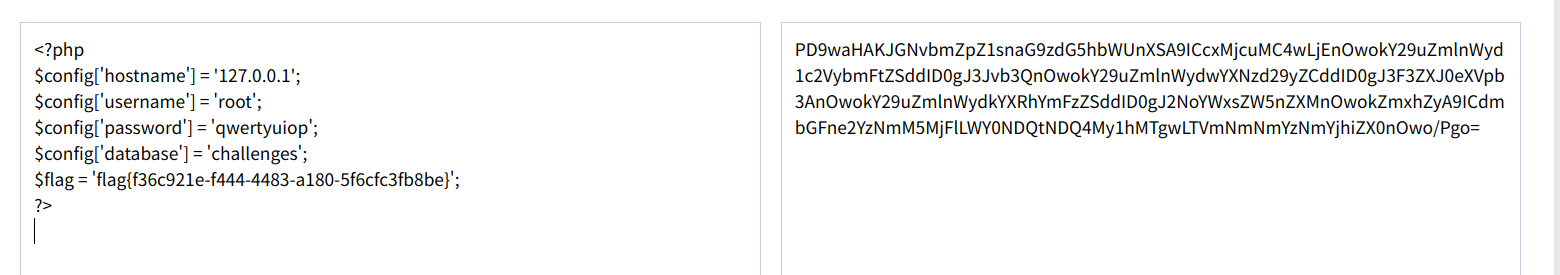 <?php
$config['hostname'] = '127.0.0.1';
$config['username'] = 'root';
$config['password'] = 'qwertyuiop';
$config['database'] = 'challenges';
$flag = 'flag{f36c921e-f444-4483-a180-5f6cfc3fb8be}';
?>
PD9waHAKJGNvbmZpZ1snaG9zdG5hbWUnXSA9ICcxMjcuMC4wLjEnOwokY29uZmlnWyd
1c2VybmFtZSddID0gJ3Jvb3QnOwokY29uZmlnWydwYXNzd29yZCddID0gJ3F3ZXJ0eXVpb
3AnOwokY29uZmlnWydkYXRhYmFzZSddID0gJ2NoYWxsZW5nZXMnOwokZmxhZyA9ICdm
bGFne2YzNmM5MjFlLWY0NDQtNDQ4My1hMTgwLTVmNmNmYzNmYjhiZX0nOwo/Pgo=